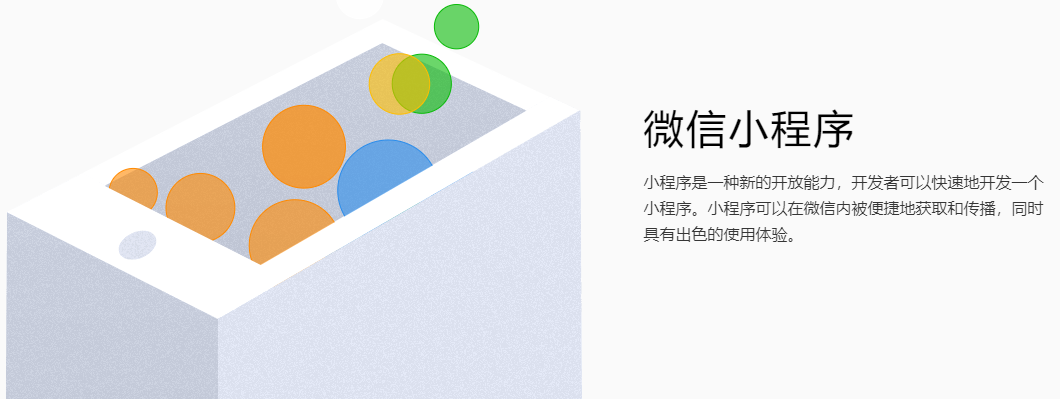 微信小程序
小程序是一种新的开放能力，开发者可以快速地开发一个
小程序。小程序可以在微信内被便捷地获取和传播，同时
具有出色的使用体验。